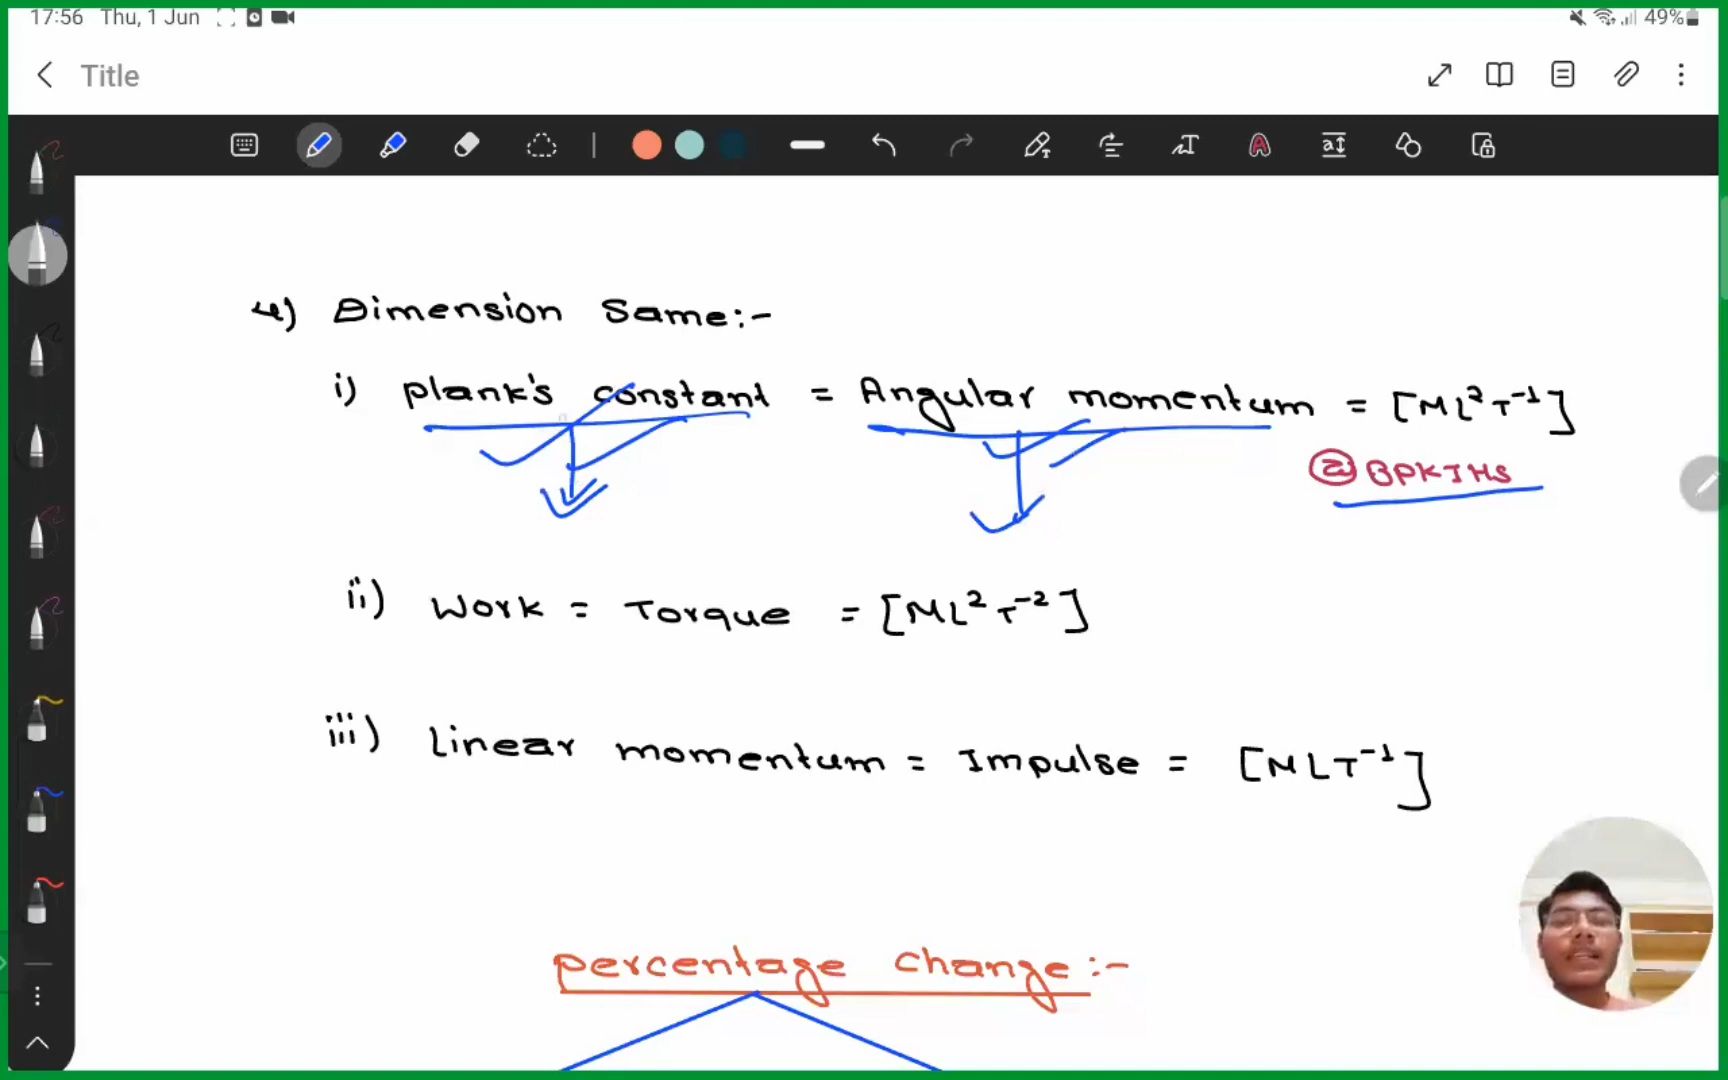 17:56 Thu, 1 Jun 49%
Title
4) Dimension Same:-
i) plank's constant = Angular momentum = [ML²T⁻¹]
@ BPKIHS
ii) Work = Torque = [ML²T⁻²]
iii) Linear momentum = Impulse = [MLT⁻¹]
percentage change:-